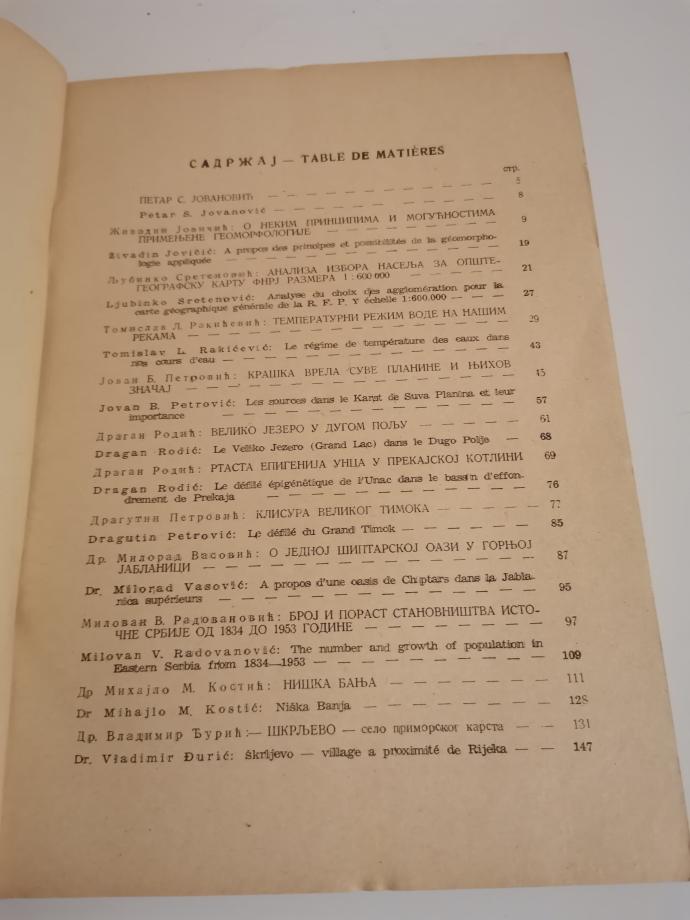 САДРЖАЈ — TABLE DE MATIÈRES
стр.
ПЕТАР С. ЈОВАНОВИЋ — — — — — — — — — — 5
Petar S. Jovanović — — — — — — — — — — 8
Живадин Јовичић: О НЕКИМ ПРИНЦИПИМА И МОГУЋНОСТИМА
ПРИМЕЊЕНЕ ГЕОМОРФОЛОГИЈЕ — — — — — — — 9
Živadin Jovičić: A propos des principes et possibilités de la géomorpho-
logie appliquée — — — — — — — — — — — 19
Љубинко Сретеновић: АНАЛИЗА ИЗБОРА НАСЕЉА ЗА ОПШТЕ-
ГЕОГРАФСКУ КАРТУ ФНРЈ РАЗМЕРА 1:600000 — — — — 21
Ljubinko Sretenović: Analyse du choix des agglomération pour la
carte géographique générale de la R. F. P. Y échelle 1:600.000 — — — 27
Томислав Л. Ракићевић: ТЕМПЕРАТУРНИ РЕЖИМ ВОДЕ НА НАШИМ
РЕКАМА — — — — — — — — — — — — 29
Tomislav L. Rakićević: Le régime de température des eaux dans
nos cours d'eau — — — — — — — — — — — 43
Јован Б. Петровић: КРАШКА ВРЕЛА СУВЕ ПЛАНИНЕ И ЊИХОВ
ЗНАЧАЈ — — — — — — — — — — — — 45
Jovan B. Petrović: Les sources dans le Karst de Suva Planina et leur
importance — — — — — — — — — — — 57
Драган Родић: ВЕЛИКО ЈЕЗЕРО У ДУГОМ ПОЉУ — — — — 61
Dragan Rodić: Le Veliko Jezero (Grand Lac) dans le Dugo Polje — 68
Драган Родић: РТАСТА ЕПИГЕНИЈА УНЦА У ПРЕКАЈСКОЈ КОТЛИНИ 69
Dragan Rodić: Le défilé épigénétique de l'Unac dans le bassin d'effon-
drement de Prekaja — — — — — — — — — — 76
Драгутин Петровић: КЛИСУРА ВЕЛИКОГ ТИМОКА — — — — 77
Dragutin Petrović: Le défilé du Grand Timok — — — — — — 85
Др. Милорад Васовић: О ЈЕДНОЈ ШИПТАРСКОЈ ОАЗИ У ГОРЊОЈ
ЈАБЛАНИЦИ — — — — — — — — — — — 87
Dr. Milorad Vasović: A propos d'une oasis de Chiptars dans la Jabla-
nica supérieurs — — — — — — — — — — — 95
Милован В. Радовановић: БРОЈ И ПОРАСТ СТАНОВНИШТВА ИСТО-
ЧНЕ СРБИЈЕ ОД 1834 ДО 1953 ГОДИНЕ — — — — — — 97
Milovan V. Radovanović: The number and growth of population in
Eastern Serbia from 1834—1953 — — — — — — — — 109
Др Михајло М. Костић: НИШКА БАЊА — — — — — — 111
Dr Mihajlo M. Kostić: Niška Banja — — — — — — — 128
Др. Владимир Ђурић:— ШКРЉЕВО — село приморског карста — — 131
Dr. Vladimir Đurić: Škrljevo — village a proximité de Rijeka — — — 147